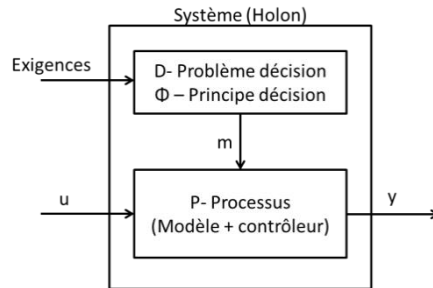 Système (Holon)
Exigences
D- Problème décision
Φ – Principe décision
m
u
P- Processus
(Modèle + contrôleur)
y